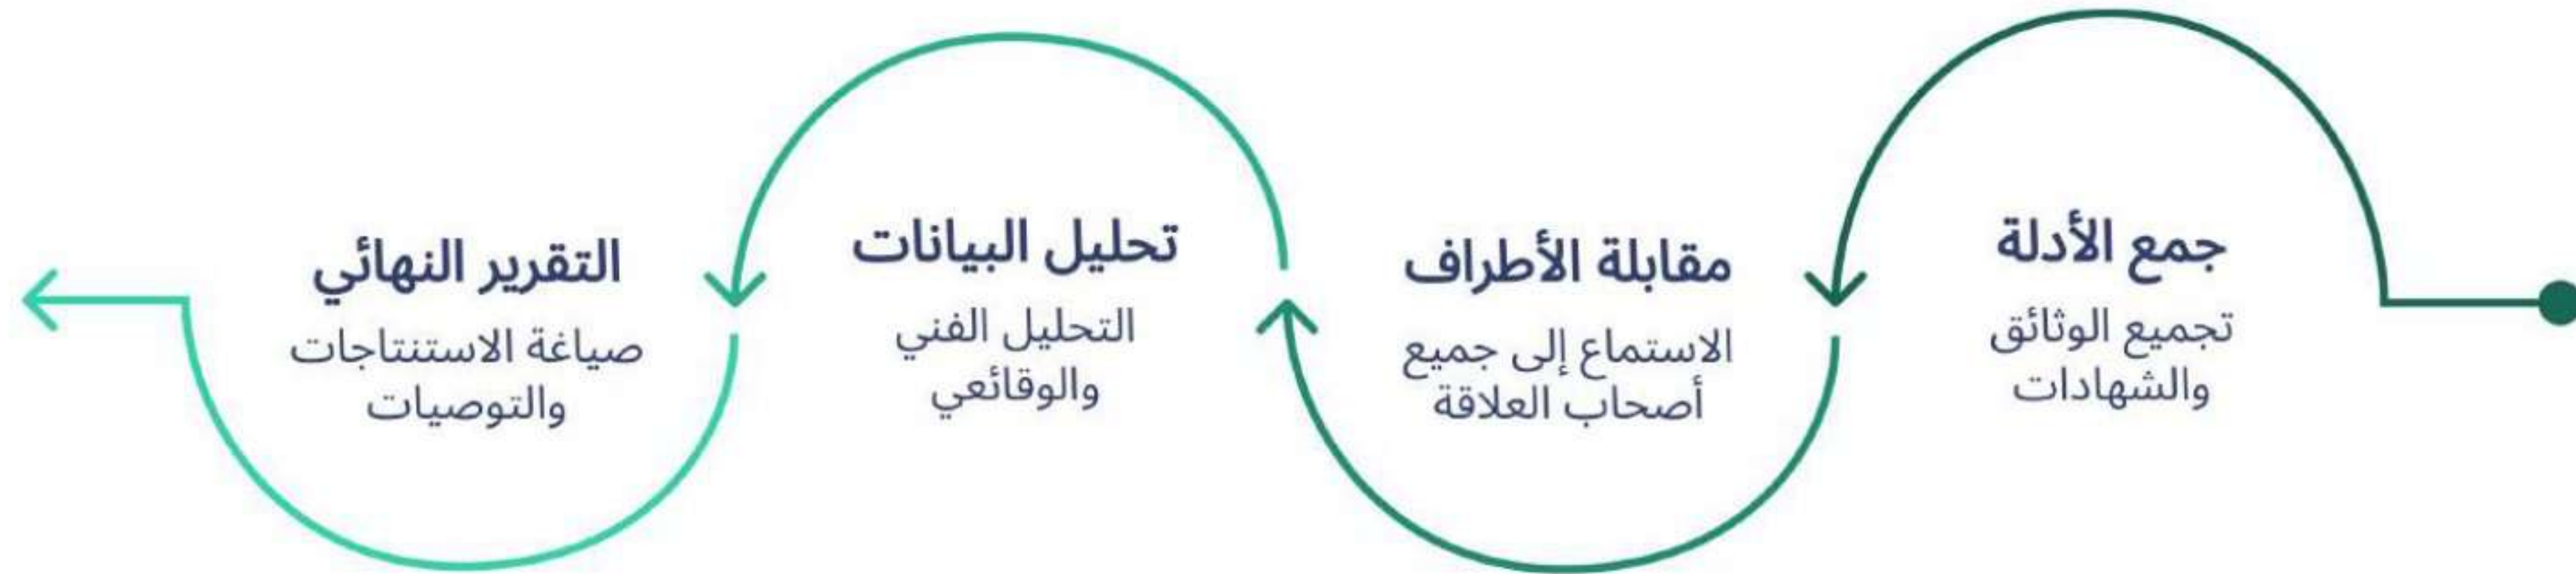 جمع الأدلة
تجميع الوثائق
والشهادات
مقابلة الأطراف
الاستماع إلى جميع
أصحاب العلاقة
تحليل البيانات
التحليل الفني
والوقائعي
التقرير النهائي
صياغة الاستنتاجات
والتوصيات